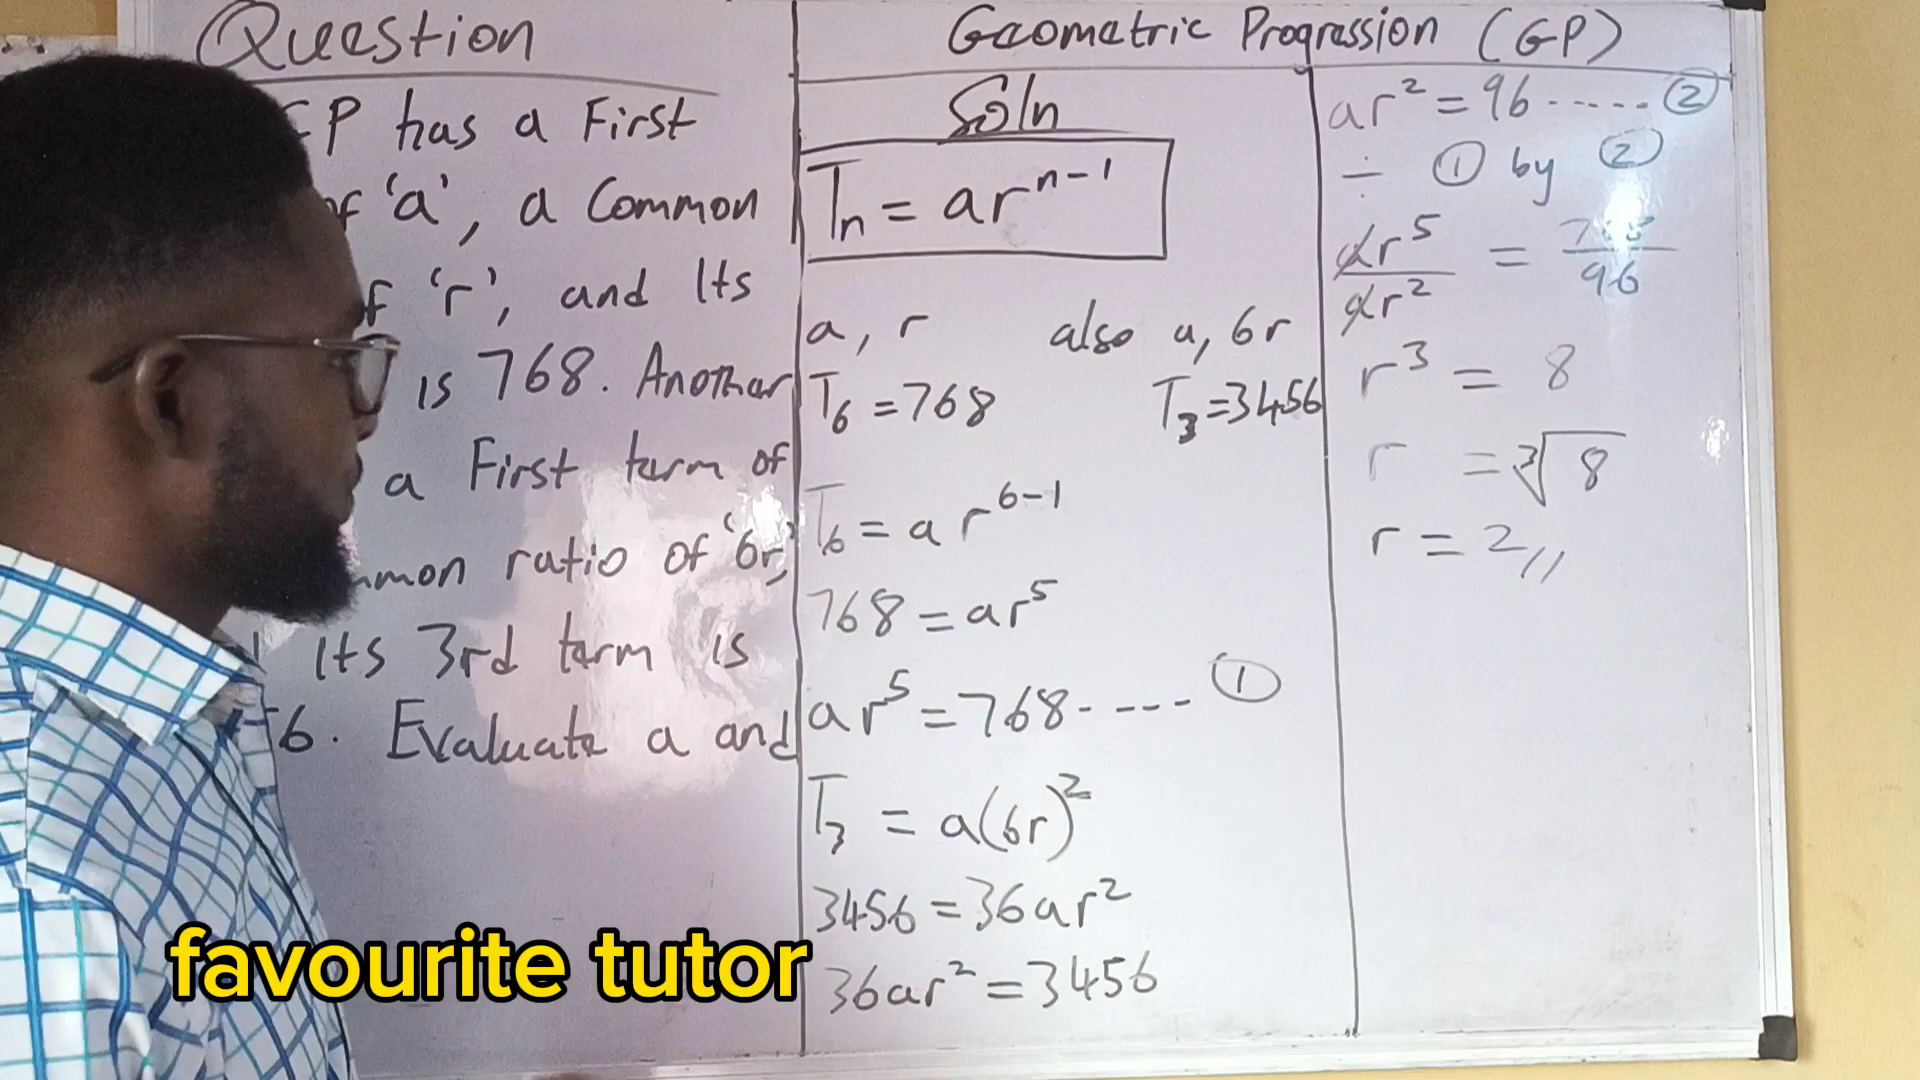 Question
GP has a First
of 'a', a Common
of 'r', and Its
is 768. Another
a First term of
ratio of '6r',
Its 3rd term is
Evaluate a and
Geometric Progression (GP)
Soln
Tn = ar^n-1
a, r also a, 6r
T6 = 768 T3 = 3456
T6 = a r^6-1
768 = ar^5
ar^5 = 768 ---- ①
T3 = a(6r)^2
3456 = 36ar^2
36ar^2 = 3456
ar^2 = 96 ----- ②
÷ ① by ②
ar^5/ar^2 = 768/96
r^3 = 8
r = ∛8
r = 2,,
favourite tutor